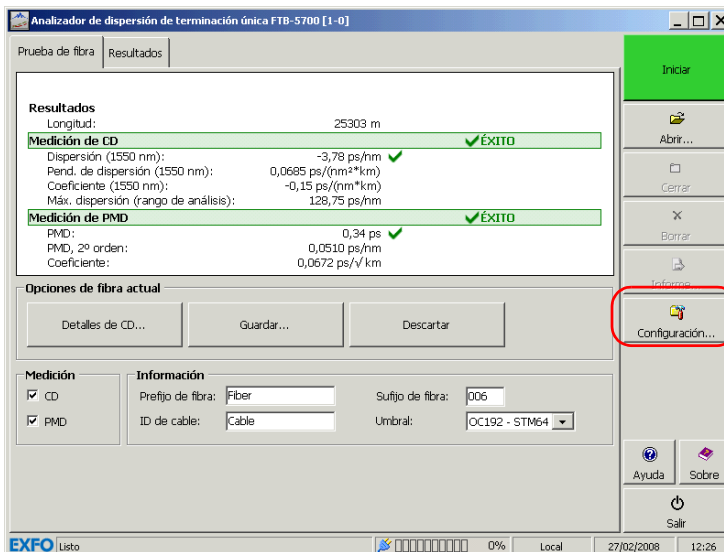 Analizador de dispersión de terminación única FTB-5700 [1-0]
Prueba de fibra
Resultados
Resultados
Longitud: 25303 m
Medición de CD ÉXITO
Dispersión (1550 nm): -3,78 ps/nm
Pend. de dispersión (1550 nm): 0,0685 ps/(nm²*km)
Coeficiente (1550 nm): -0,15 ps/(nm*km)
Máx. dispersión (rango de análisis): 128,75 ps/nm
Medición de PMD ÉXITO
PMD: 0,34 ps
PMD, 2º orden: 0,0510 ps/nm
Coeficiente: 0,0672 ps/√km
Opciones de fibra actual
Detalles de CD...
Guardar...
Descartar
Medición
CD
PMD
Información
Prefijo de fibra: Fiber
Sufijo de fibra: 006
ID de cable: Cable
Umbral: OC192 - STM64
Iniciar
Abrir...
Cerrar
Borrar
Informe...
Configuración...
Ayuda
Sobre
Salir
EXFO Listo 0% Local 27/02/2008 12:26